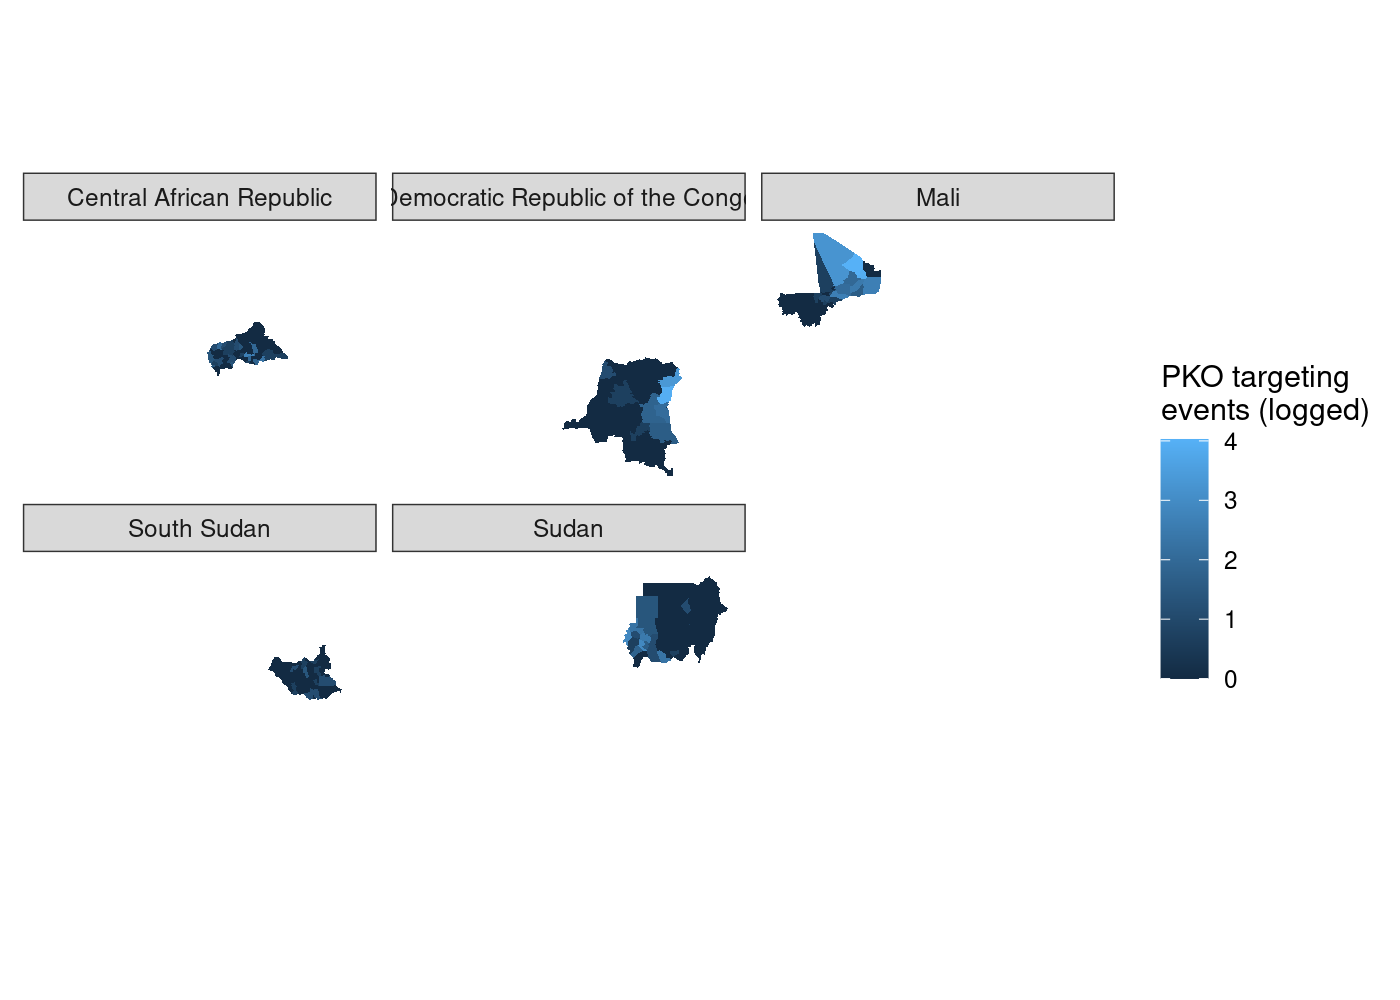 Central African Republic
Democratic Republic of the Congo
Mali
South Sudan
Sudan
PKO targeting
events (logged)
4
3
2
1
0